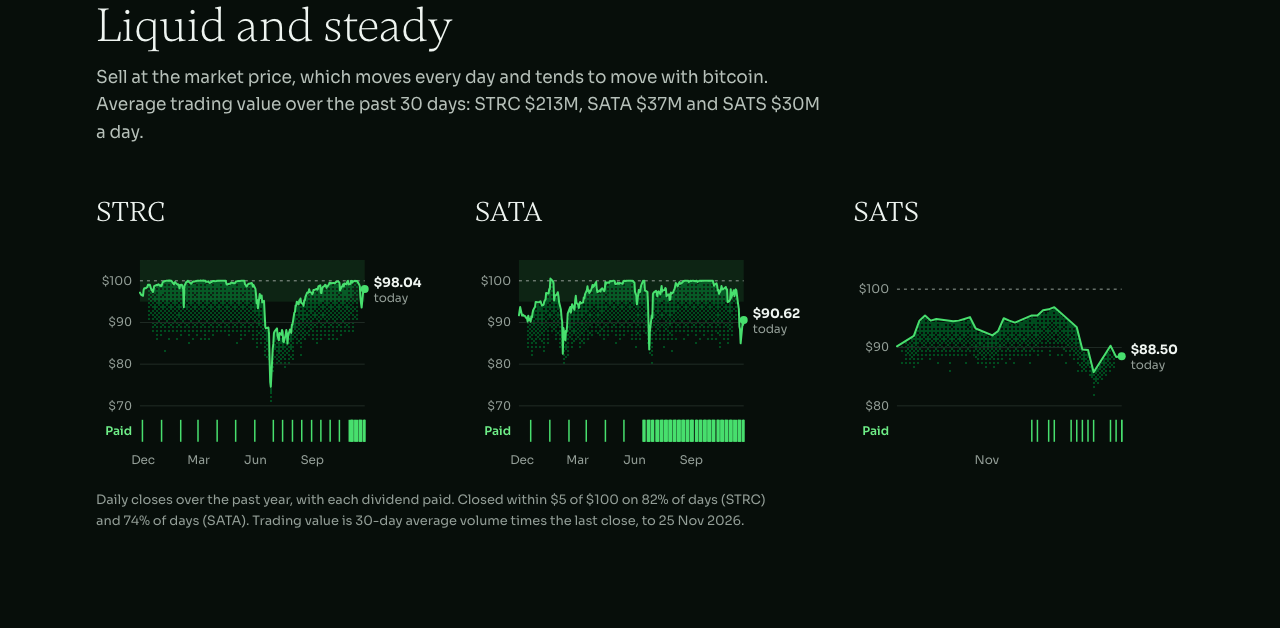 Liquid and steady
Sell at the market price, which moves every day and tends to move with bitcoin.
Average trading value over the past 30 days: STRC $213M, SATA $37M and SATS $30M
a day.
STRC
$100
$90
$80
$70
$98.04
today
Paid
Dec Mar Jun Sep
SATA
$100
$90
$80
$70
$90.62
today
Paid
Dec Mar Jun Sep
SATS
$100
$90
$80
$88.50
today
Paid
Nov
Daily closes over the past year, with each dividend paid. Closed within $5 of $100 on 82% of days (STRC)
and 74% of days (SATA). Trading value is 30-day average volume times the last close, to 25 Nov 2026.